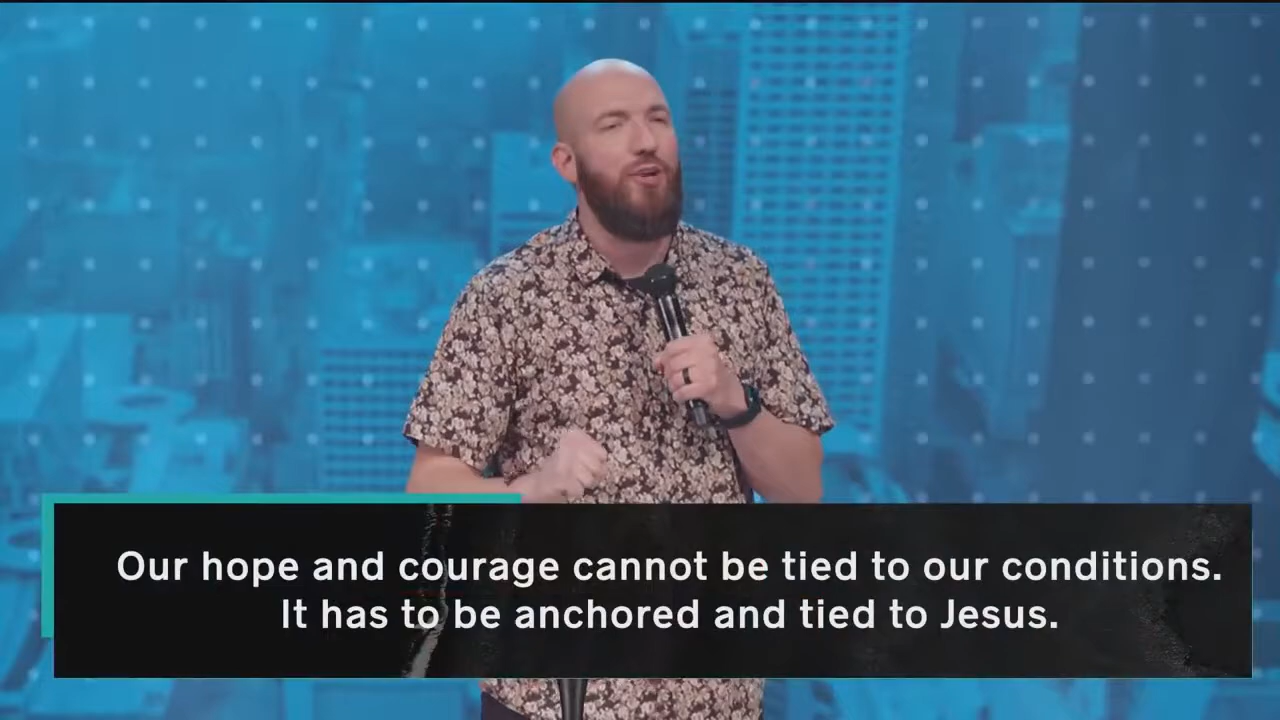 Our hope and courage cannot be tied to our conditions.
It has to be anchored and tied to Jesus.